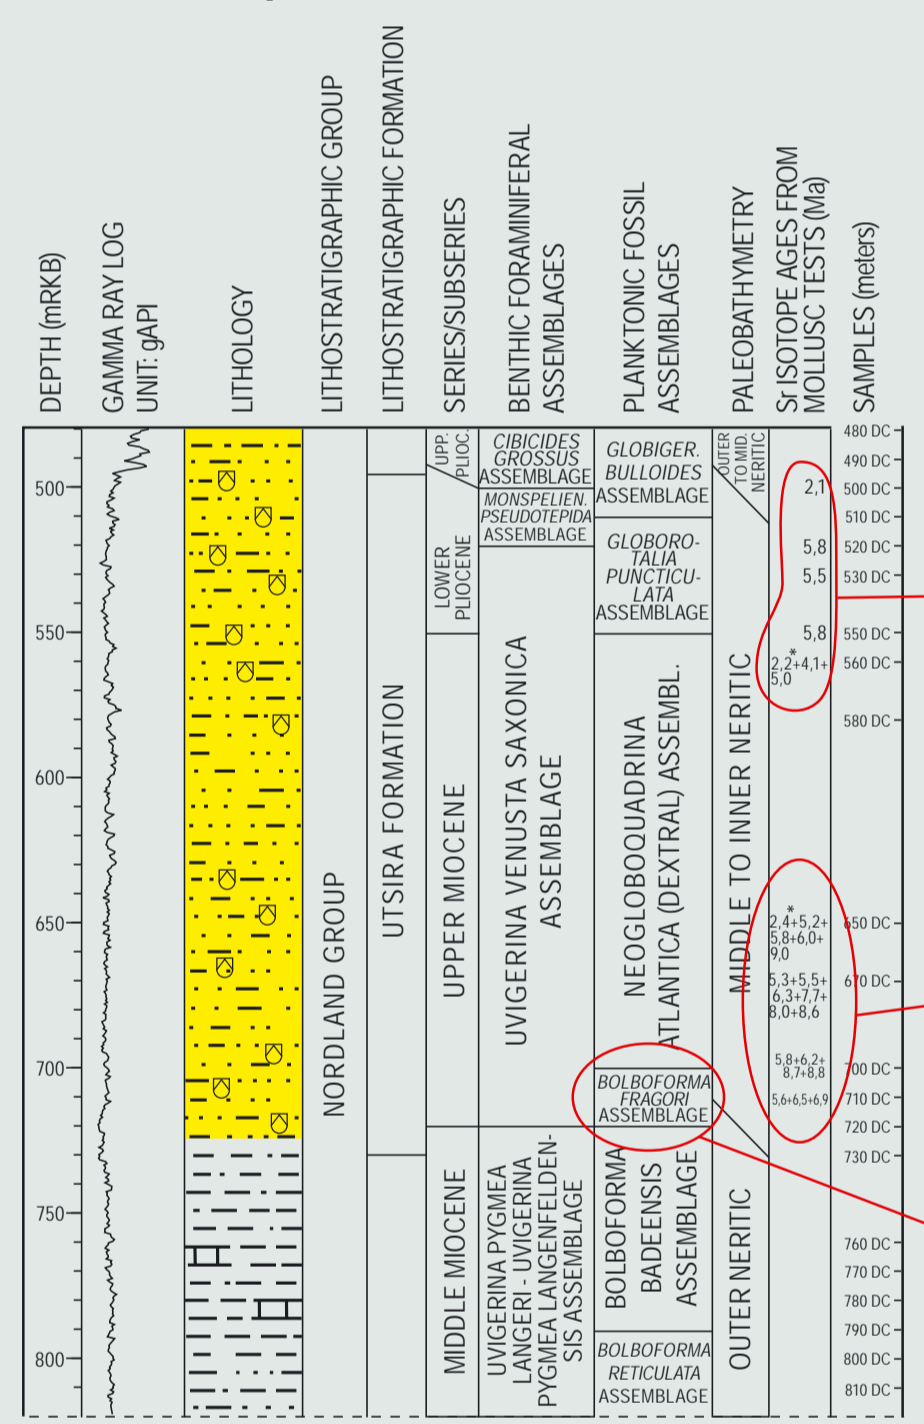 DEPTH (mRKB)
GAMMA RAY LOG
UNIT: gAPI
LITHOLOGY
LITHOSTRATIGRAPHIC GROUP
LITHOSTRATIGRAPHIC FORMATION
SERIES/SUBSERIES
BENTHIC FORAMINIFERAL
ASSEMBLAGES
PLANKTONIC FOSSIL
ASSEMBLAGES
PALEOBATHYMETRY
Sr ISOTOPE AGES FROM
MOLLUSC TESTS (Ma)
SAMPLES (meters)
500
550
600
650
700
750
800
NORDLAND GROUP
UTSIRA FORMATION
UPP.
PLIOC.
LOWER
PLIOCENE
UPPER MIOCENE
MIDDLE MIOCENE
CIBICIDES
GROSSUS
ASSEMBLAGE
MONSPELIEN.
PSEUDOTEPIDA
ASSEMBLAGE
UVIGERINA VENUSTA SAXONICA
ASSEMBLAGE
UVIGERINA PYGMEA
LANGERI - UVIGERINA
PYGMEA LANGENFELDEN-
SIS ASSEMBLAGE
GLOBIGER.
BULLOIDES
ASSEMBLAGE
GLOBORO-
TALIA
PUNCTICU-
LATA
ASSEMBLAGE
NEOGLOBOQUADRINA
ATLANTICA (DEXTRAL) ASSEMBL.
BOLBOFORMA
FRAGORI
ASSEMBLAGE
BOLBOFORMA
BADEENSIS
ASSEMBLAGE
BOLBOFORMA
RETICULATA
ASSEMBLAGE
OUTER
TO MID.
NERITIC
MIDDLE TO INNER NERITIC
OUTER NERITIC
2,1
5,8
5,5
5,8
2,2*+4,1+
5,0
2,4*+5,2+
5,8+6,0+
9,0
5,3+5,5+
6,3+7,7+
8,0+8,6
5,8+6,2+
8,7+8,8
5,6+6,5+6,9
480 DC
490 DC
500 DC
510 DC
520 DC
530 DC
550 DC
560 DC
580 DC
650 DC
670 DC
700 DC
710 DC
720 DC
730 DC
760 DC
770 DC
780 DC
790 DC
800 DC
810 DC